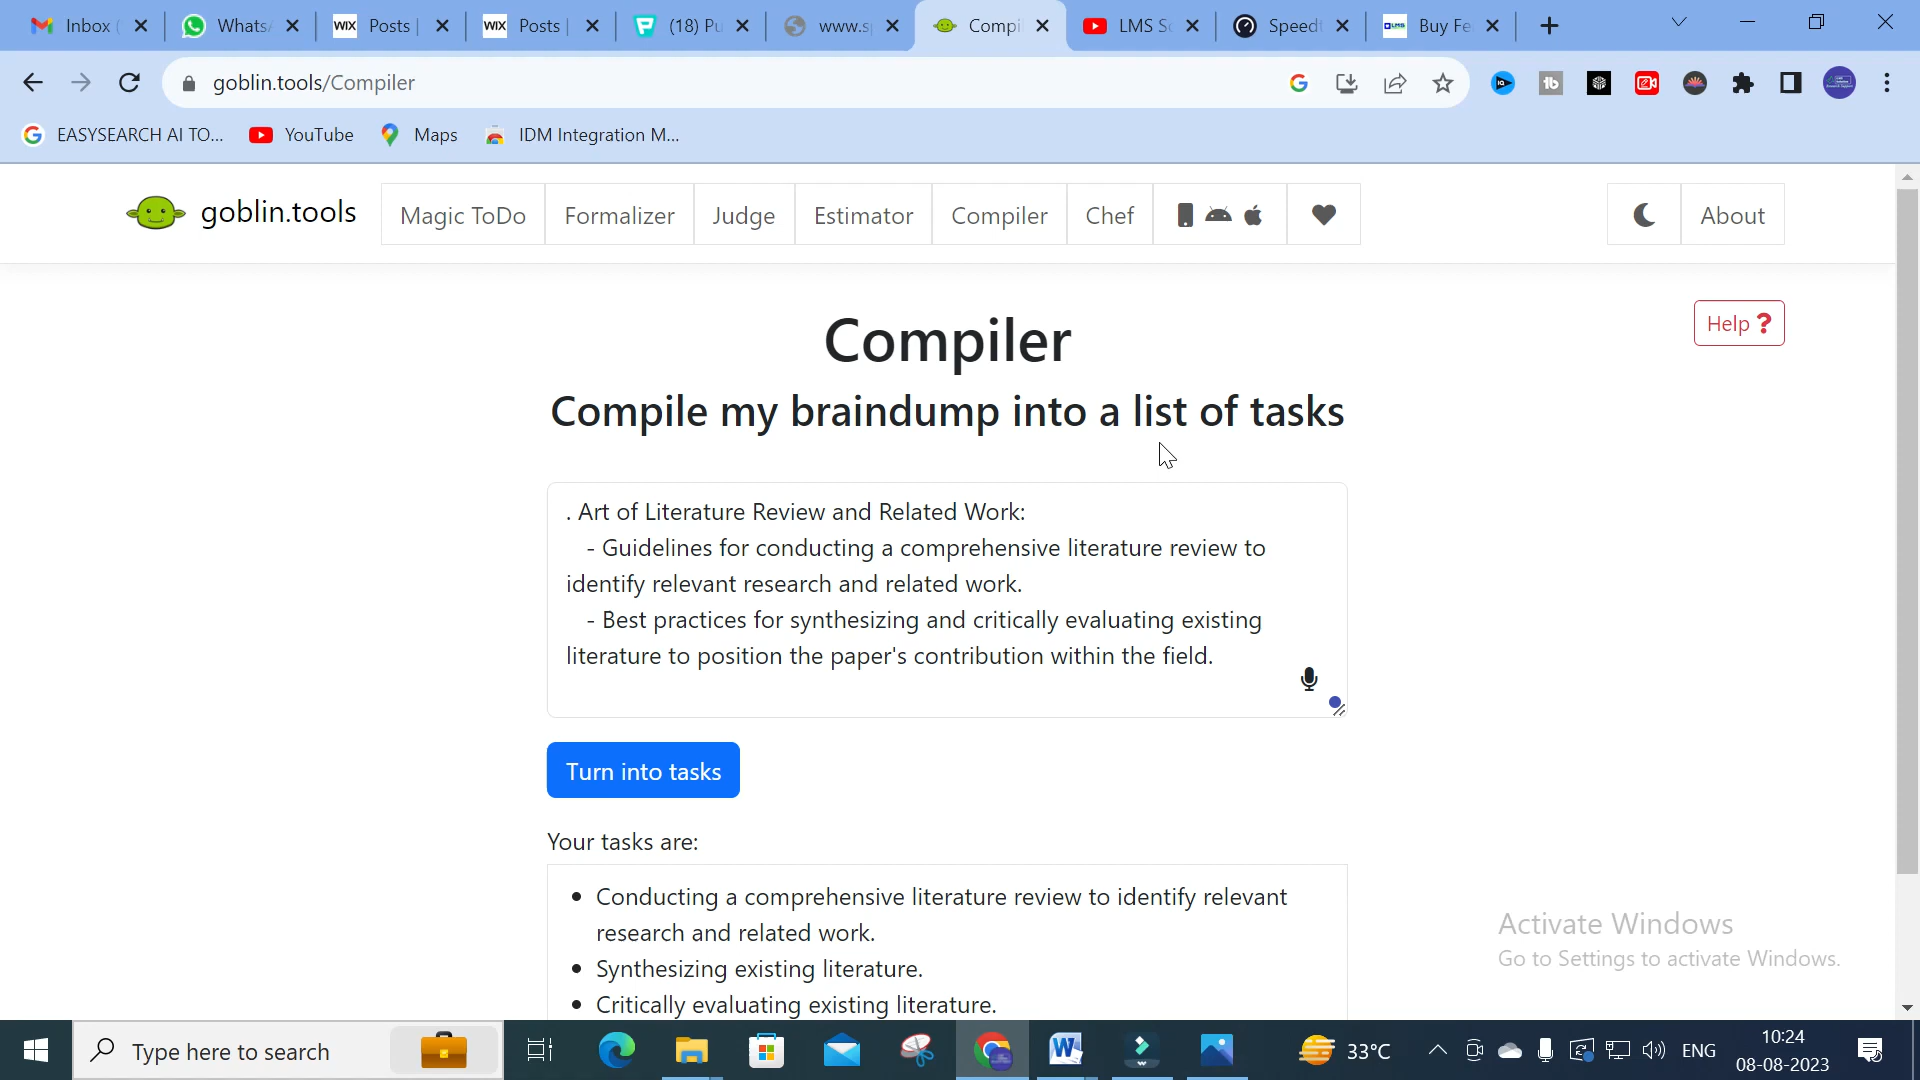 Inbox (
Whats
Posts |
Posts |
(18) Pu
www.s
Compi
LMS So
Speedt
Buy Fe
goblin.tools/Compiler
EASYSEARCH AI TO...
YouTube
Maps
IDM Integration M...
goblin.tools
Magic ToDo
Formalizer
Judge
Estimator
Compiler
Chef
About
Help ?
Compiler
Compile my braindump into a list of tasks
. Art of Literature Review and Related Work:
- Guidelines for conducting a comprehensive literature review to
identify relevant research and related work.
- Best practices for synthesizing and critically evaluating existing
literature to position the paper's contribution within the field.
Turn into tasks
Your tasks are:
• Conducting a comprehensive literature review to identify relevant
research and related work.
• Synthesizing existing literature.
• Critically evaluating existing literature.
Activate Windows
Go to Settings to activate Windows.
Type here to search
33°C
ENG
10:24
08-08-2023